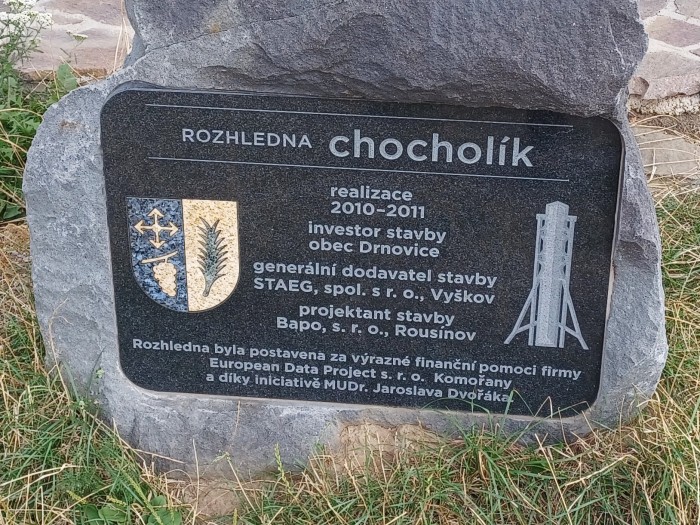 ROZHLEDNA chocholík
realizace
2010-2011
investor stavby
obec Drnovice
generální dodavatel stavby
STAEG, spol. s r. o., Vyškov
projektant stavby
Bapo, s. r. o., Rousínov
Rozhledna byla postavena za výrazné finanční pomoci firmy
European Data Project s. r. o. Komořany
a díky iniciativě MUDr. Jaroslava Dvořáka.